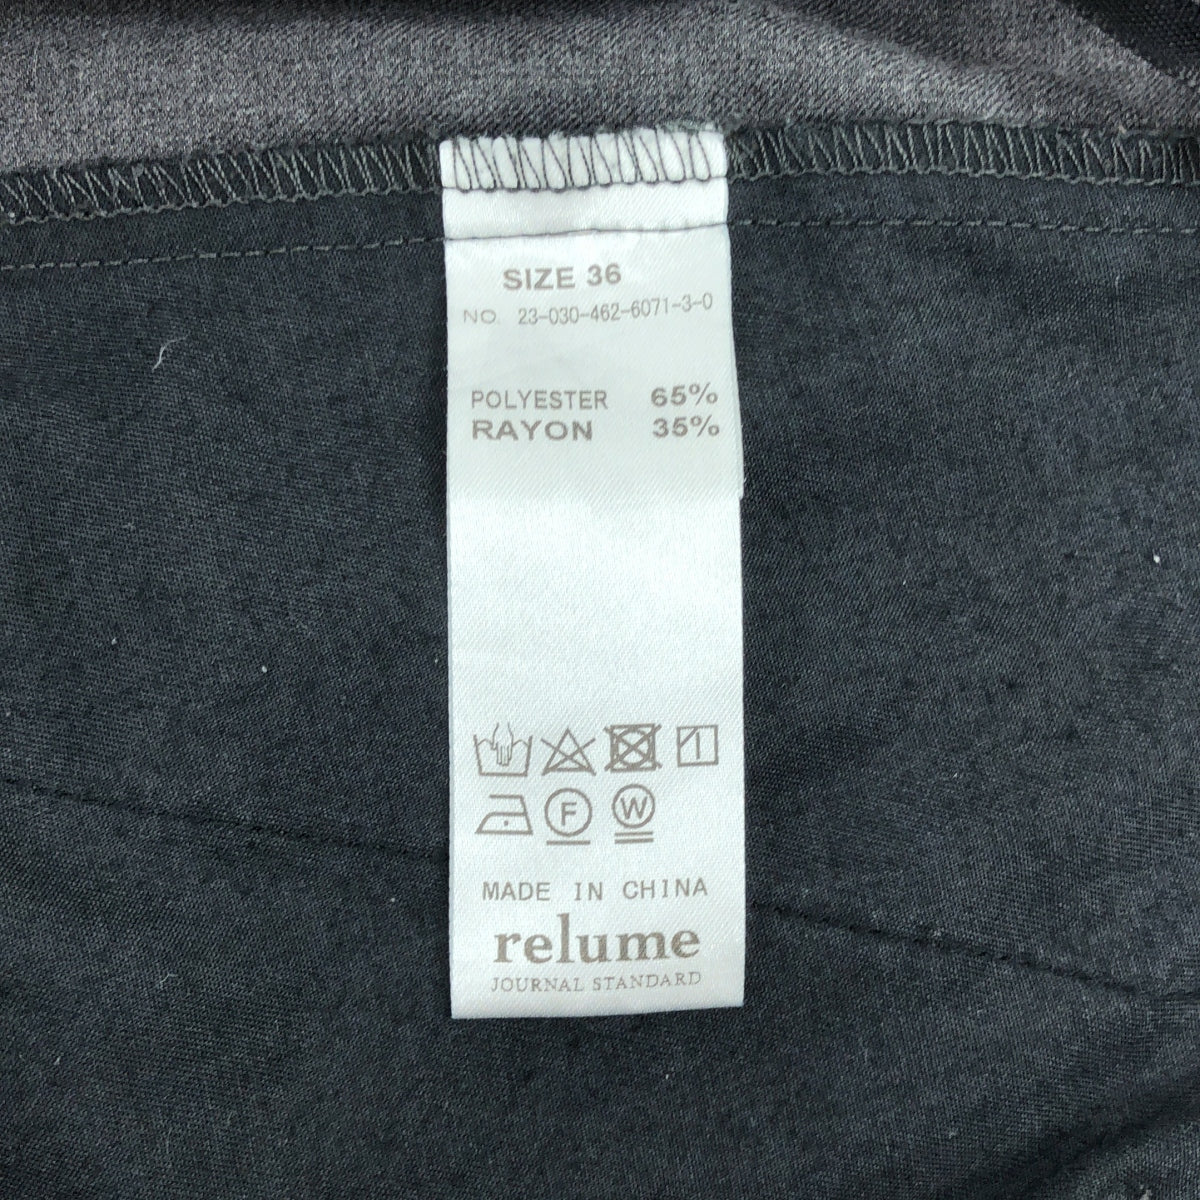 SIZE 36
NO. 23-030-462-6071-3-0
POLYESTER 65%
RAYON 35%
F W
MADE IN CHINA
relume
JOURNAL STANDARD